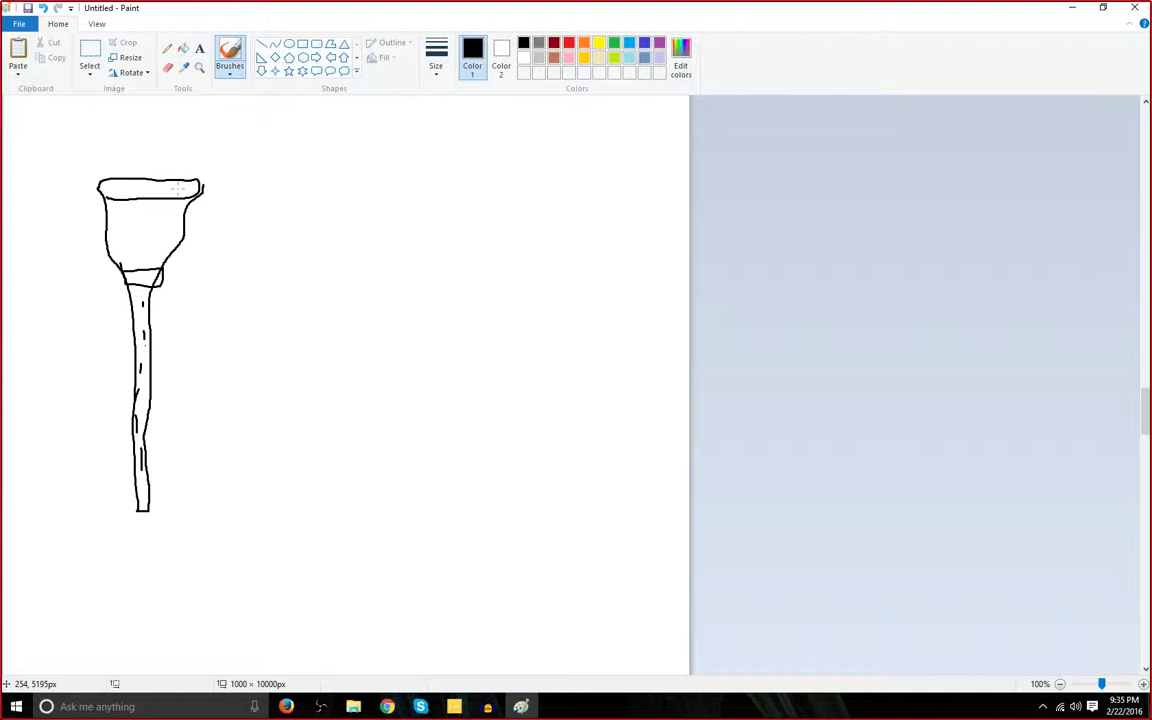 Untitled - Paint
File Home View
Paste
Cut
Copy
Clipboard
Select
Crop
Resize
Rotate
Image
A
Tools
Brushes
Outline
Fill
Shapes
Size
Color 1
Color 2
Edit colors
Colors
254, 5195px
1000 × 10000px
100%
Ask me anything
9:35 PM
2/22/2016